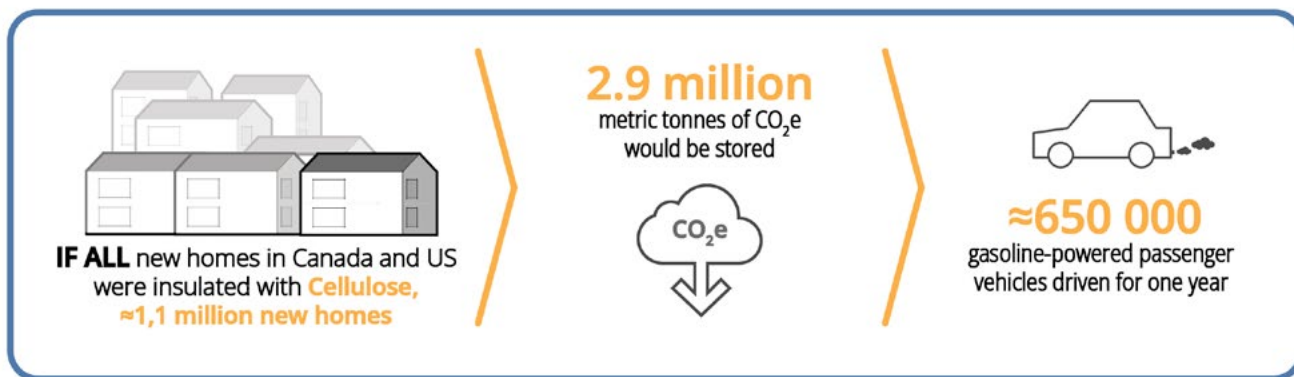 IF ALL new homes in Canada and US
were insulated with Cellulose,
≈1,1 million new homes
2.9 million
metric tonnes of CO₂e
would be stored
CO₂e
≈650 000
gasoline-powered passenger
vehicles driven for one year